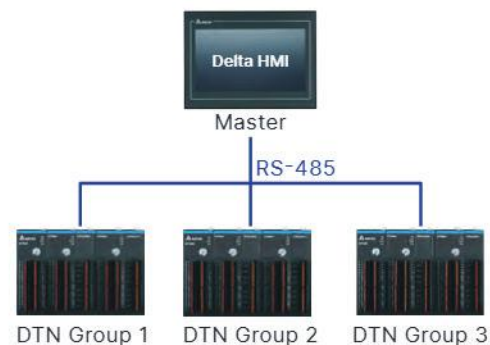 Delta HMI
Master
RS-485
DTN Group 1
DTN Group 2
DTN Group 3